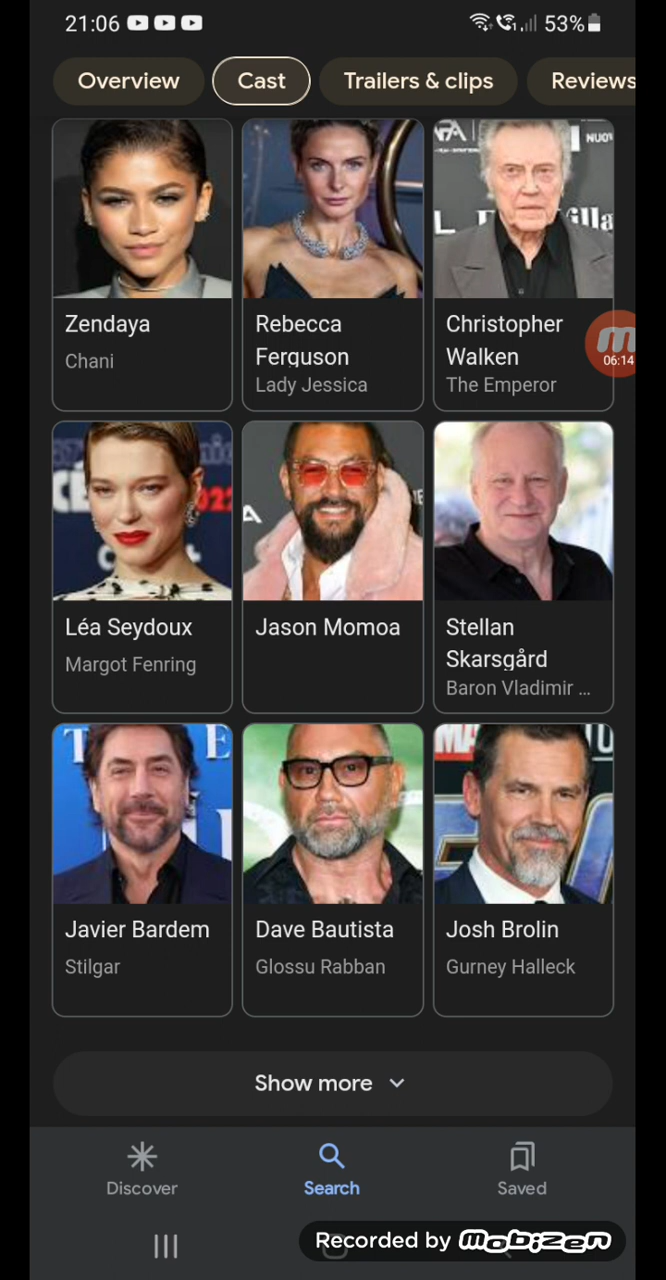 21:06
53%
Overview
Cast
Trailers & clips
Reviews
Zendaya
Chani
Rebecca
Ferguson
Lady Jessica
Christopher
Walken
The Emperor
06:14
Léa Seydoux
Margot Fenring
Jason Momoa
Stellan
Skarsgård
Baron Vladimir ...
Javier Bardem
Stilgar
Dave Bautista
Glossu Rabban
Josh Brolin
Gurney Halleck
Show more
Discover
Search
Saved
Recorded by mobizen